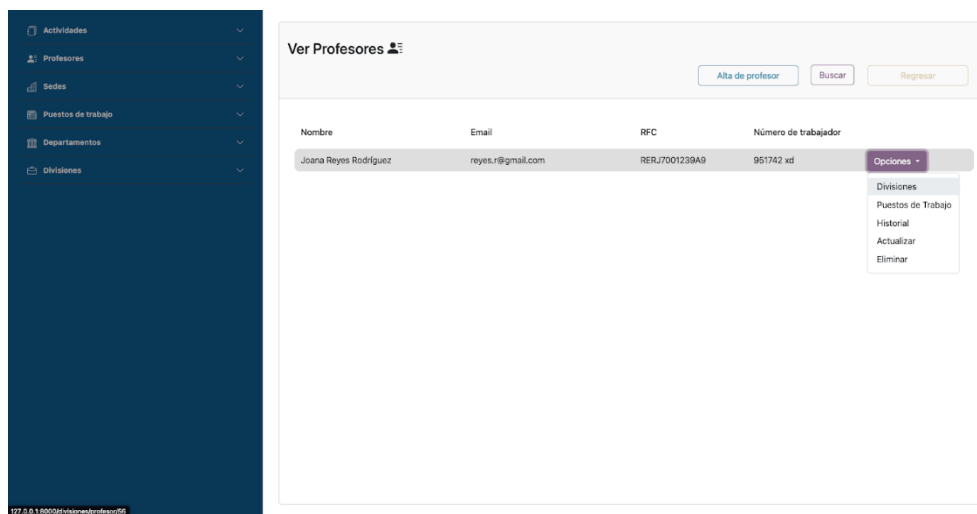 Actividades
Profesores
Sedes
Puestos de trabajo
Departamentos
Divisiones
Ver Profesores
Alta de profesor Buscar Regresar
Nombre Email RFC Número de trabajador
Joana Reyes Rodríguez reyes.r@gmail.com RERJ7001239A9 951742 xd Opciones
Divisiones
Puestos de Trabajo
Historial
Actualizar
Eliminar
127.0.0.1:8000/divisiones/profesor/56